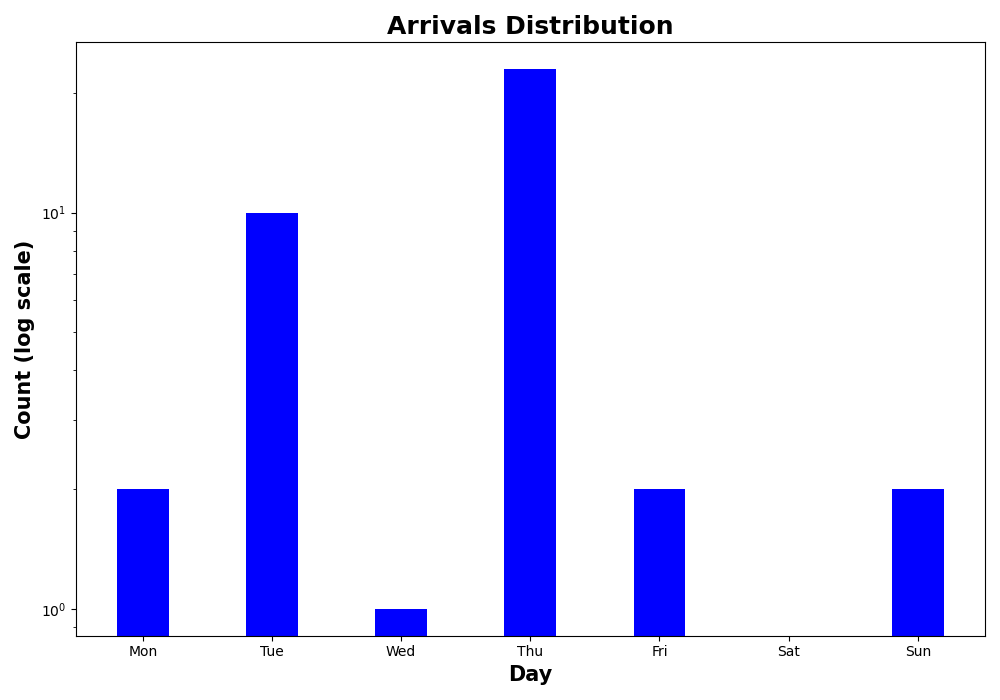 Arrivals Distribution
Count (log scale)
10¹
10⁰
Mon Tue Wed Thu Fri Sat Sun
Day